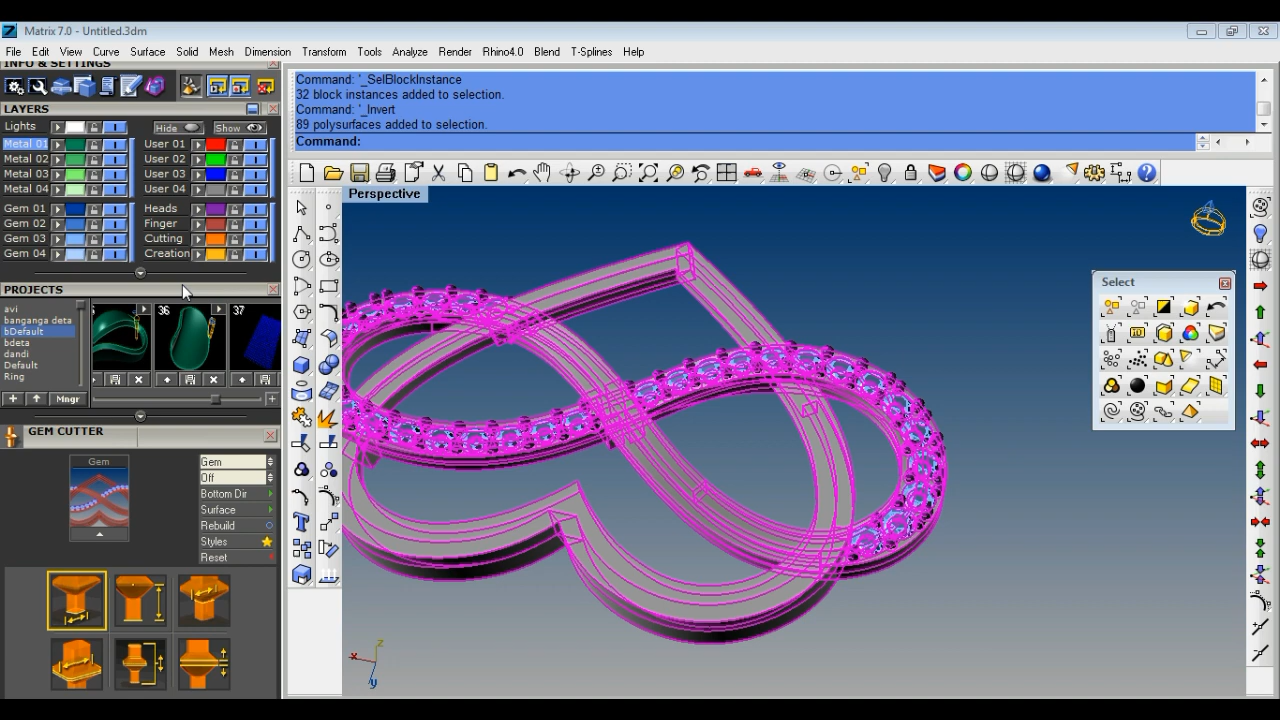 Matrix 7.0 - Untitled.3dm
File Edit View Curve Surface Solid Mesh Dimension Transform Tools Analyze Render Rhino4.0 Blend T-Splines Help
INFO & SETTINGS
LAYERS
Lights Hide Show
Metal 01 User 01
Metal 02 User 02
Metal 03 User 03
Metal 04 User 04
Gem 01 Heads
Gem 02 Finger
Gem 03 Cutting
Gem 04 Creation
PROJECTS
avi
banganga deta
bDefault
bdeta
dandi
Default
Ring
36 37
Mngr
GEM CUTTER
Gem
Gem
Off
Bottom Dir
Surface
Rebuild
Styles
Reset
Command: '_SelBlockInstance
32 block instances added to selection.
Command: '_Invert
89 polysurfaces added to selection.
Command:
Perspective
Select
z
x
y